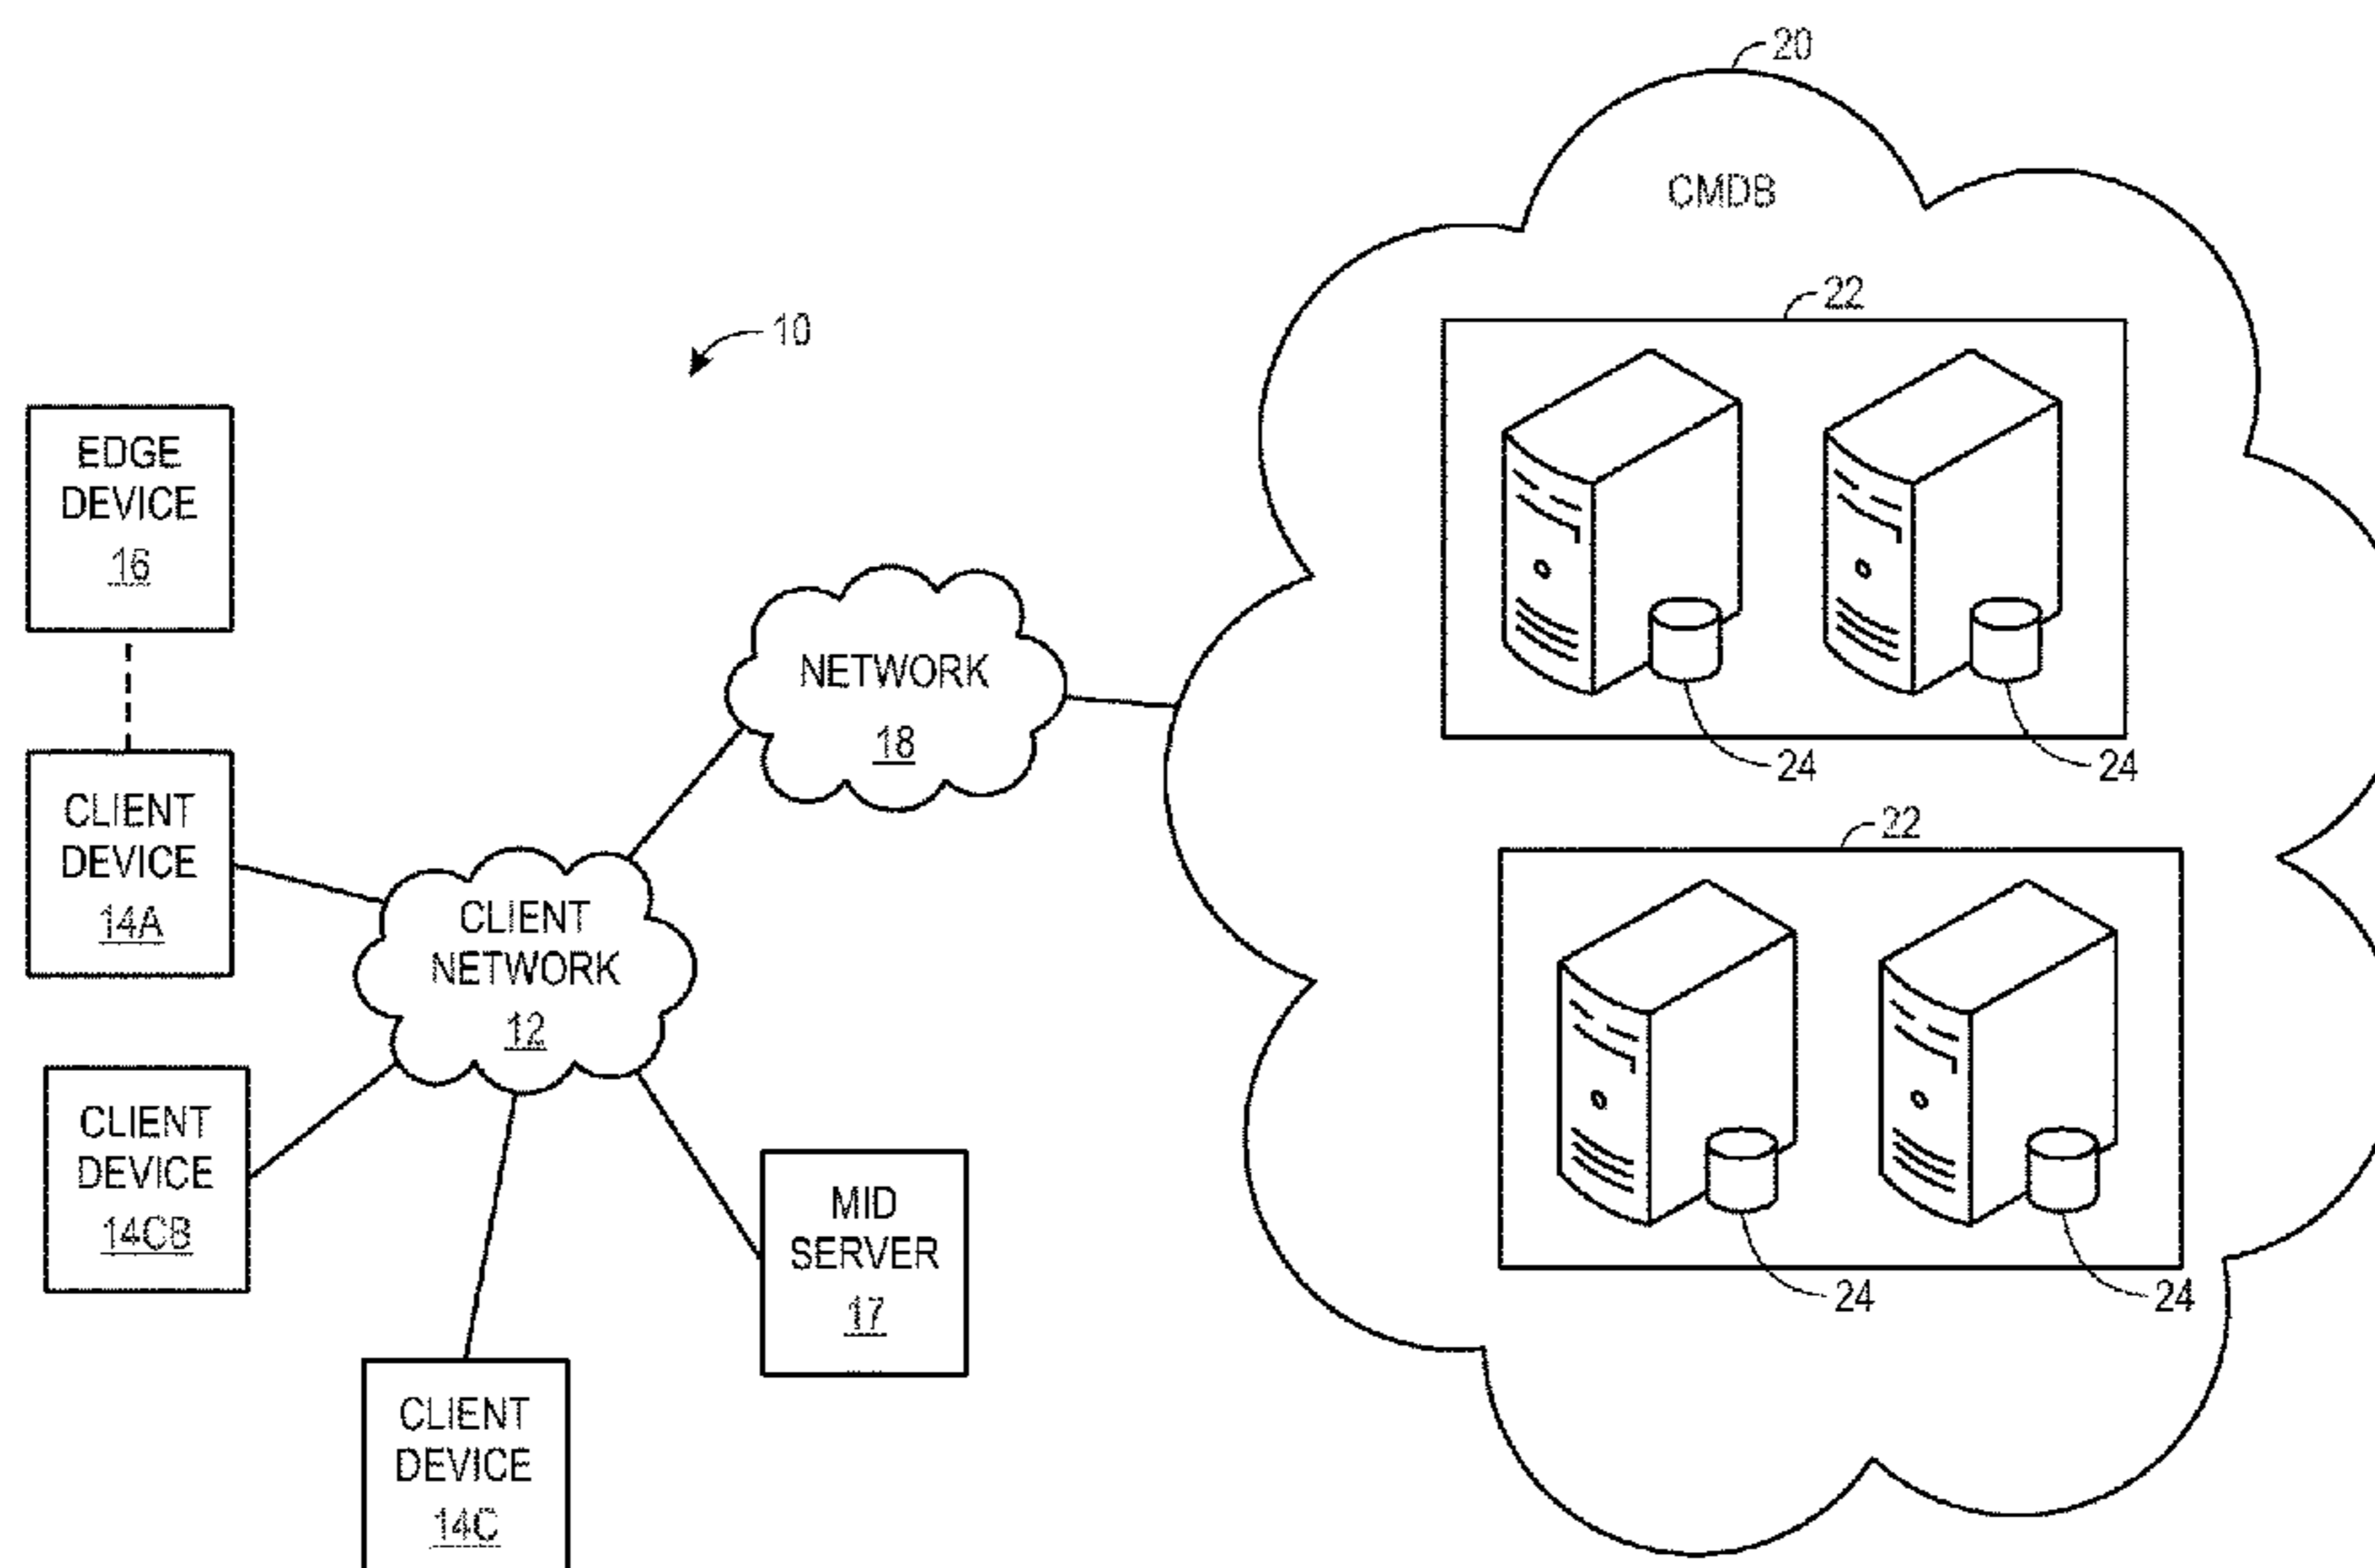 20
CMDB
22
10
EDGE
DEVICE
16
NETWORK
18
24
24
CLIENT
DEVICE
14A
22
CLIENT
NETWORK
12
CLIENT
DEVICE
14CB
MID
SERVER
17
24
24
CLIENT
DEVICE
14C